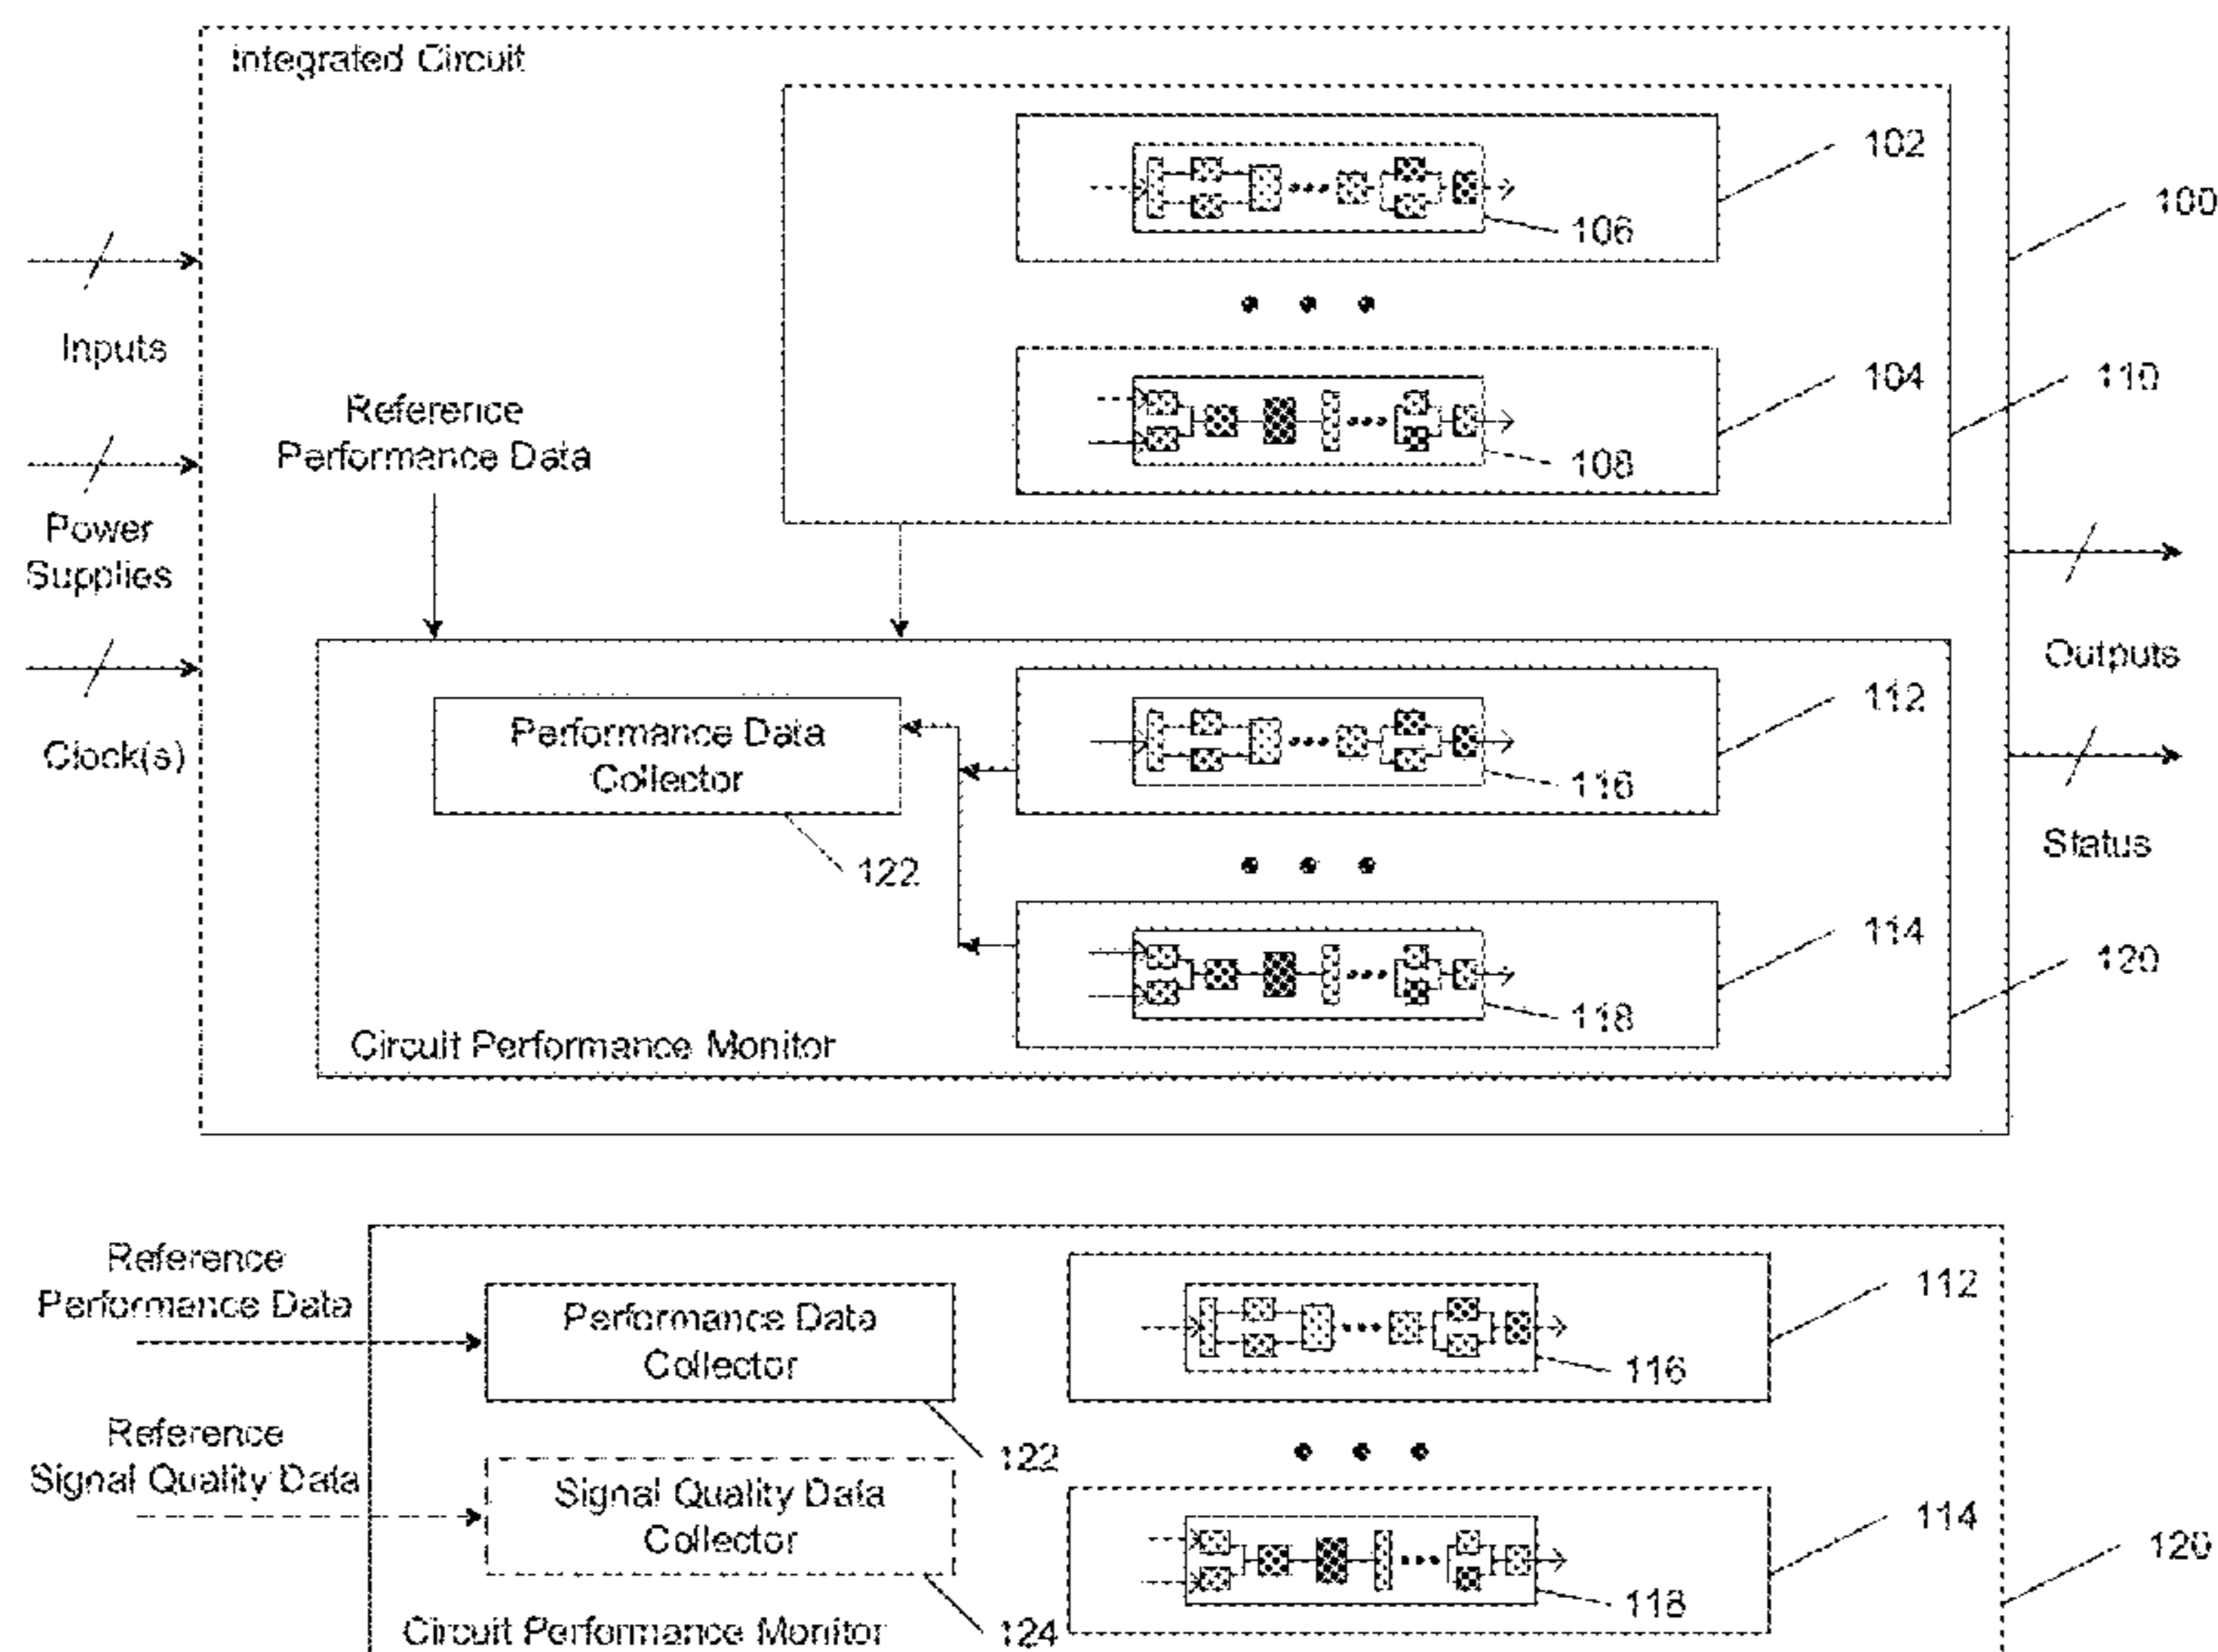 Integrated Circuit
102
100
106
Inputs
104
110
Reference
Performance Data
108
Power
Supplies
Outputs
112
Performance Data
Collector
Clock(s)
116
Status
122
114
120
118
Circuit Performance Monitor
Reference
Performance Data
Performance Data
Collector
112
116
Reference
Signal Quality Data
122
Signal Quality Data
Collector
114
120
118
Circuit Performance Monitor
124